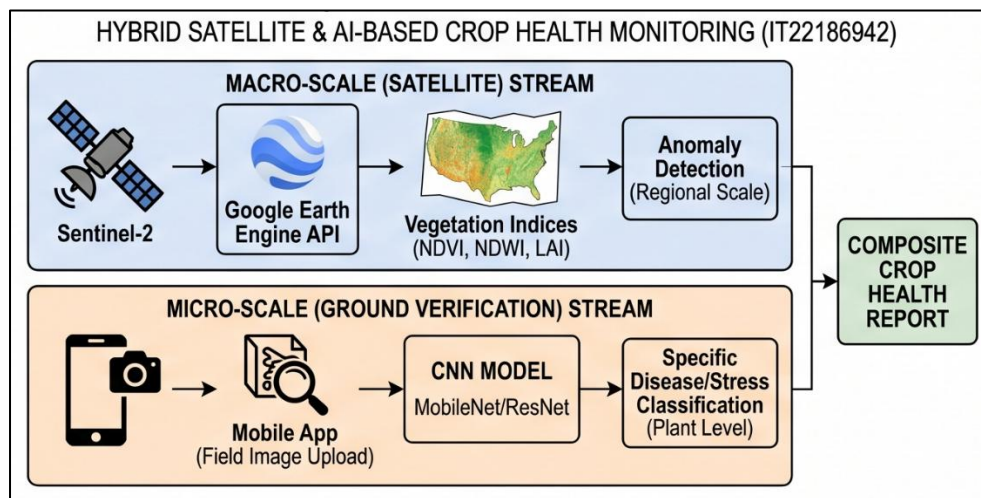 HYBRID SATELLITE & AI-BASED CROP HEALTH MONITORING (IT22186942)
MACRO-SCALE (SATELLITE) STREAM
Sentinel-2
Google Earth
Engine API
Vegetation Indices
(NDVI, NDWI, LAI)
Anomaly
Detection
(Regional Scale)
MICRO-SCALE (GROUND VERIFICATION) STREAM
Mobile App
(Field Image Upload)
CNN MODEL
MobileNet/ResNet
Specific
Disease/Stress
Classification
(Plant Level)
COMPOSITE
CROP
HEALTH
REPORT